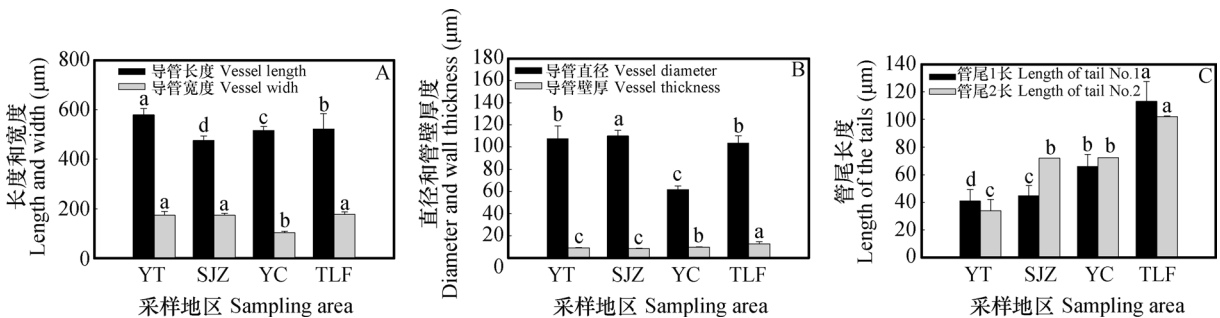 800
600
400
200
0
长度和宽度
Length and width (μm)
A
导管长度 Vessel length
导管宽度 Vessel widh
a
d
c
b
a
a
b
a
YT
SJZ
YC
TLF
采样地区 Sampling area
180
160
140
120
100
80
60
40
20
0
直径和管壁厚度
Diameter and wall thickness (μm)
B
导管直径 Vessel diameter
导管壁厚 Vessel thickness
b
a
c
b
c
c
b
a
YT
SJZ
YC
TLF
采样地区 Sampling area
140
120
100
80
60
40
20
0
管尾长度
Length of the tails (μm)
C
管尾1长 Length of tail No.1
管尾2长 Length of tail No.2
d
c
c
b
b
b
a
a
YT
SJZ
YC
TLF
采样地区 Sampling area